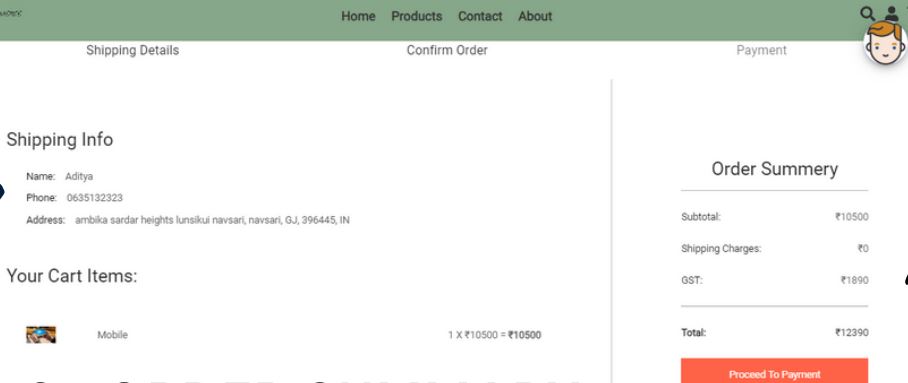 Home Products Contact About
Shipping Details Confirm Order Payment
Shipping Info
Name: Aditya
Phone: 0635132323
Address: ambika sardar heights lunsikui navsari, navsari, GJ, 396445, IN
Your Cart Items:
Mobile 1 X ₹10500 = ₹10500
Order Summery
Subtotal: ₹10500
Shipping Charges: ₹0
GST: ₹1890
Total: ₹12390
Proceed To Payment